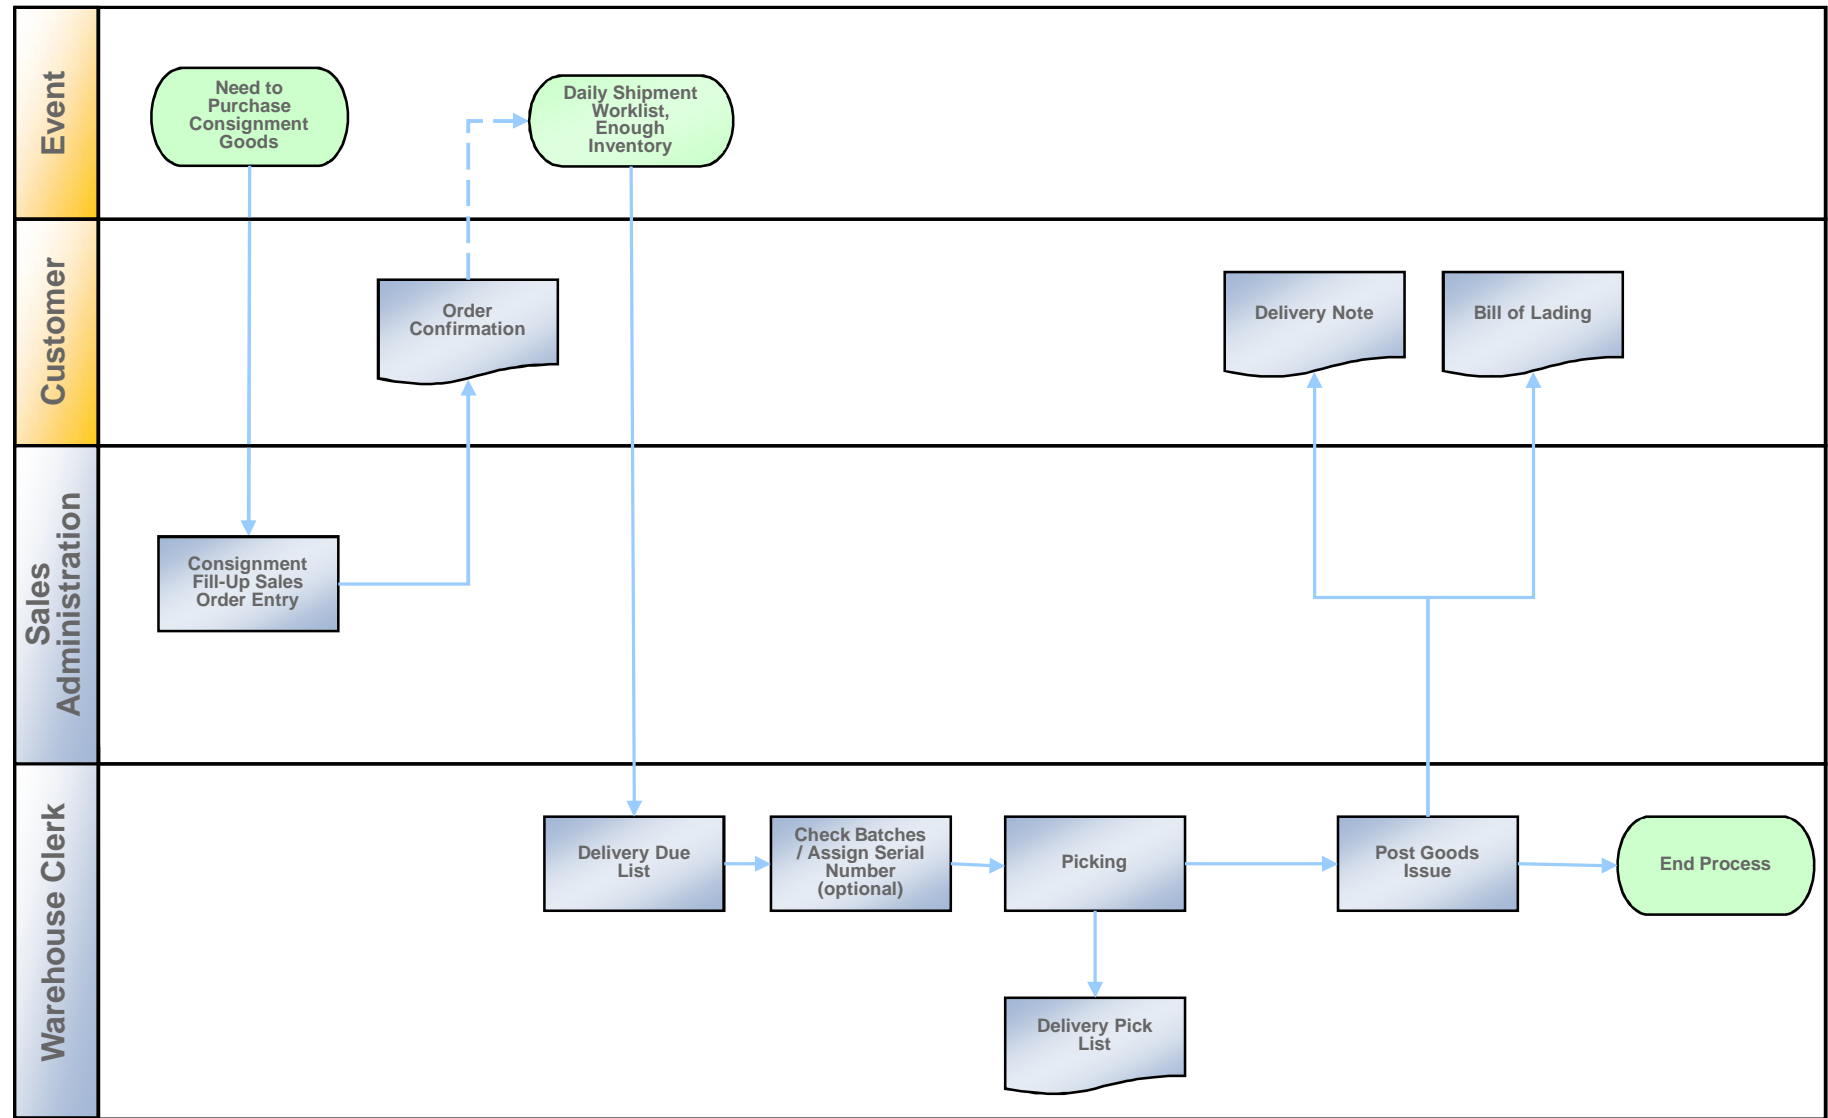 Event
Need to
Purchase
Consignment
Goods
Daily Shipment
Worklist,
Enough
Inventory
Customer
Order
Confirmation
Delivery Note
Bill of Lading
Sales
Administration
Consignment
Fill-Up Sales
Order Entry
Warehouse Clerk
Delivery Due
List
Check Batches
/ Assign Serial
Number
(optional)
Picking
Post Goods
Issue
End Process
Delivery Pick
List